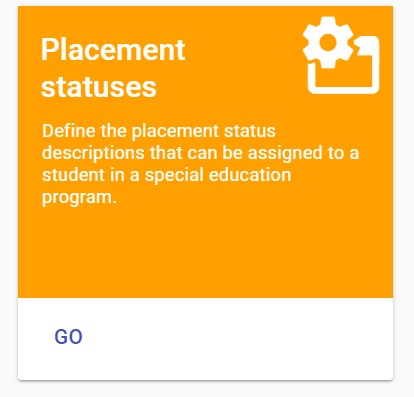 Placement
statuses
Define the placement status
descriptions that can be assigned to a
student in a special education
program.
GO